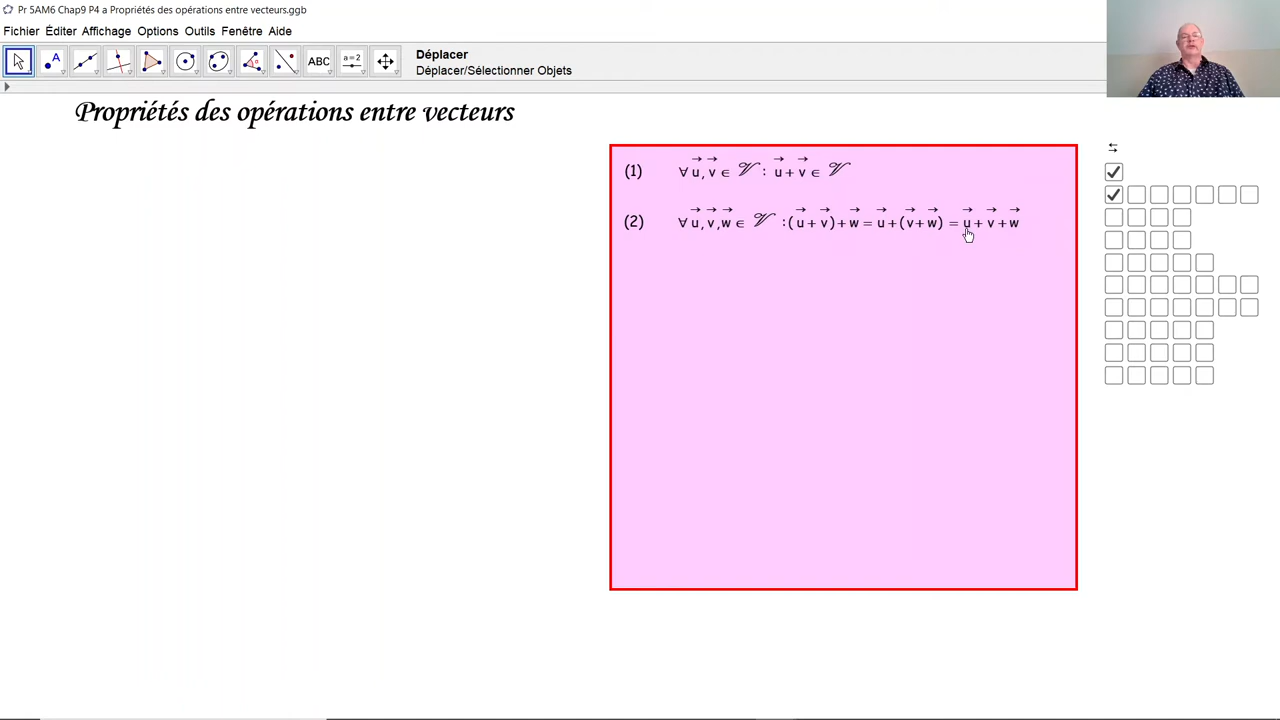 Pr 5AM6 Chap9 P4 a Propriétés des opérations entre vecteurs.ggb
Fichier Éditer Affichage Options Outils Fenêtre Aide
A ABC a=2 Déplacer
Déplacer/Sélectionner Objets
Propriétés des opérations entre vecteurs
(1) ∀ u⃗, v⃗ ∈ 𝒱 : u⃗ + v⃗ ∈ 𝒱
(2) ∀ u⃗, v⃗, w⃗ ∈ 𝒱 : (u⃗ + v⃗) + w⃗ = u⃗ + (v⃗ + w⃗) = u⃗ + v⃗ + w⃗